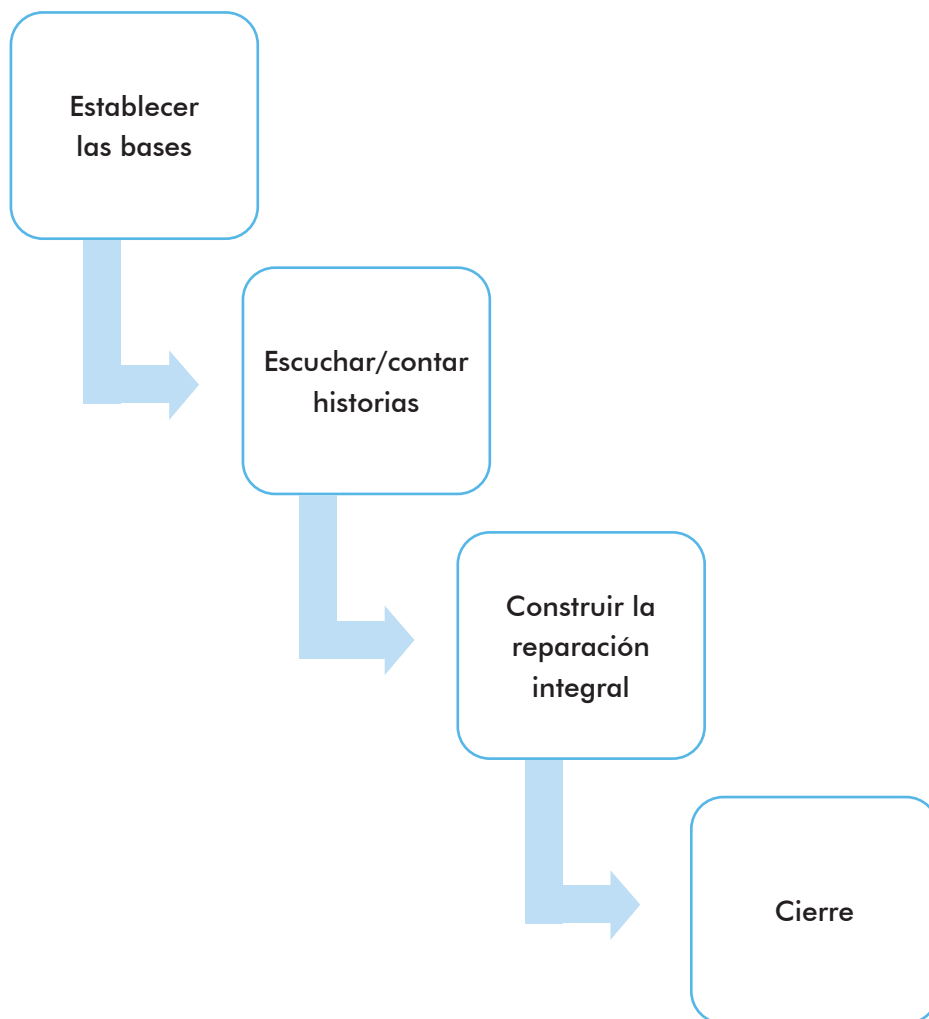 Establecer
las bases
Escuchar/contar
historias
Construir la
reparación
integral
Cierre